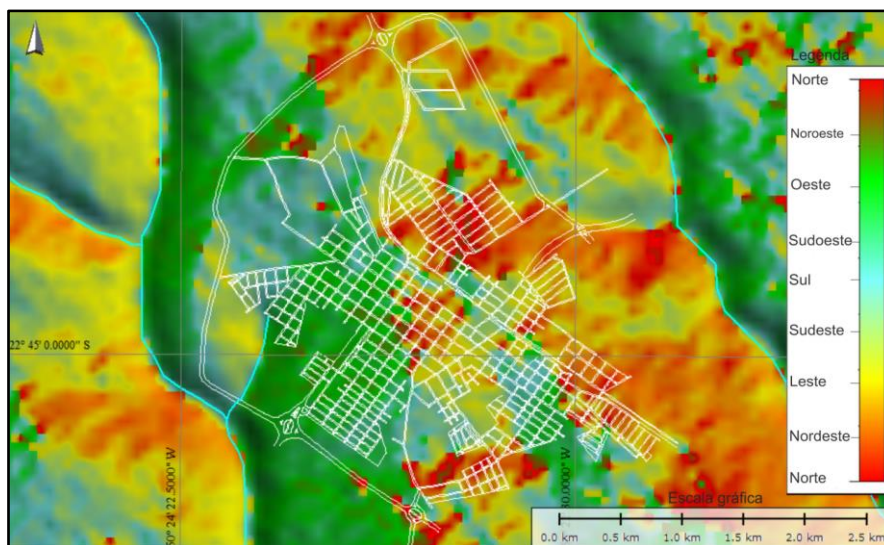 Legenda
Norte
Noroeste
Oeste
Sudoeste
Sul
Sudeste
Leste
Nordeste
Norte
22° 45' 0.0000" S
50° 24' 22.5000" W
0.0000" W
Escala gráfica
0.0 km 0.5 km 1.0 km 1.5 km 2.0 km 2.5 km